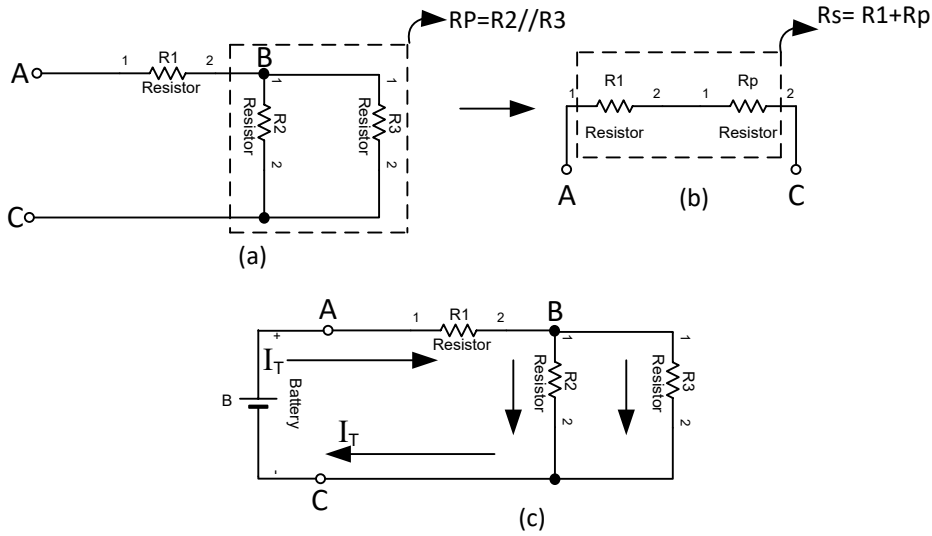 RP=R2//R3
Rs= R1+Rp
A
1
R1
2
Resistor
B
1
R2
Resistor
2
1
R3
Resistor
2
C
(a)
1
R1
2
Resistor
1
Rp
2
Resistor
A
(b)
C
A
1
R1
2
Resistor
B
+
IT
B
Battery
-
1
R2
Resistor
2
1
R3
Resistor
2
IT
C
(c)